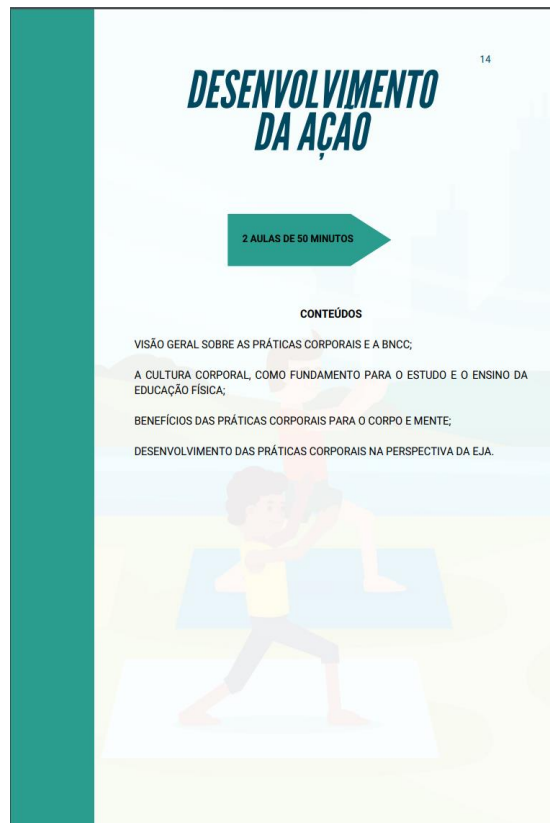 14
DESENVOLVIMENTO
DA AÇÃO
2 AULAS DE 50 MINUTOS
CONTEÚDOS
VISÃO GERAL SOBRE AS PRÁTICAS CORPORAIS E A BNCC;
A CULTURA CORPORAL, COMO FUNDAMENTO PARA O ESTUDO E O ENSINO DA
EDUCAÇÃO FÍSICA;
BENEFÍCIOS DAS PRÁTICAS CORPORAIS PARA O CORPO E MENTE;
DESENVOLVIMENTO DAS PRÁTICAS CORPORAIS NA PERSPECTIVA DA EJA.